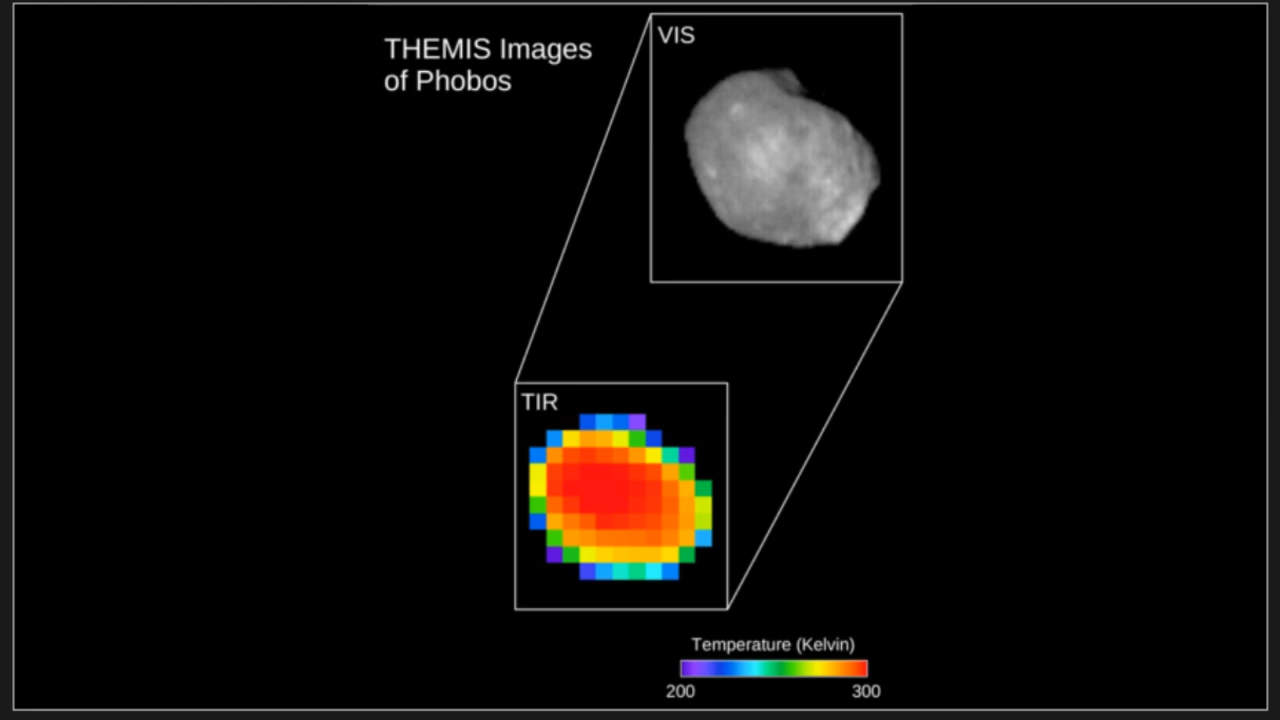 THEMIS Images
of Phobos
VIS
TIR
Temperature (Kelvin)
200 300